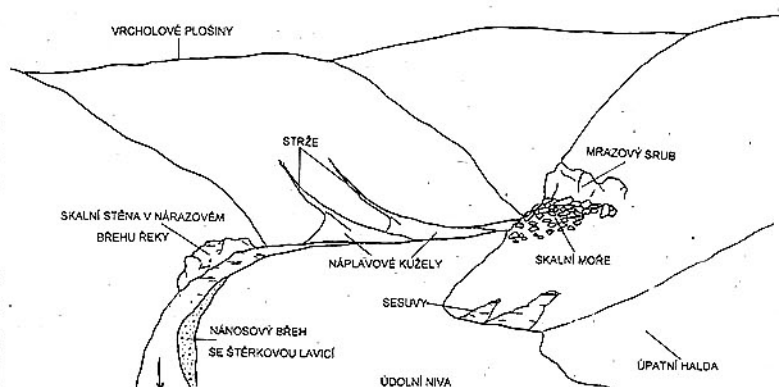 VRCHOLOVÉ PLOŠINY
STRŽE
MRAZOVÝ SRUB
SKALNÍ STĚNA V NÁRAZOVÉM
BŘEHU ŘEKY
NÁPLAVOVÉ KUŽELY
SKALNÍ MOŘE
SESUVY
NÁNOSOVÝ BŘEH
SE ŠTĚRKOVOU LAVICÍ
ÚPATNÍ HALDA
ÚDOLNÍ NIVA